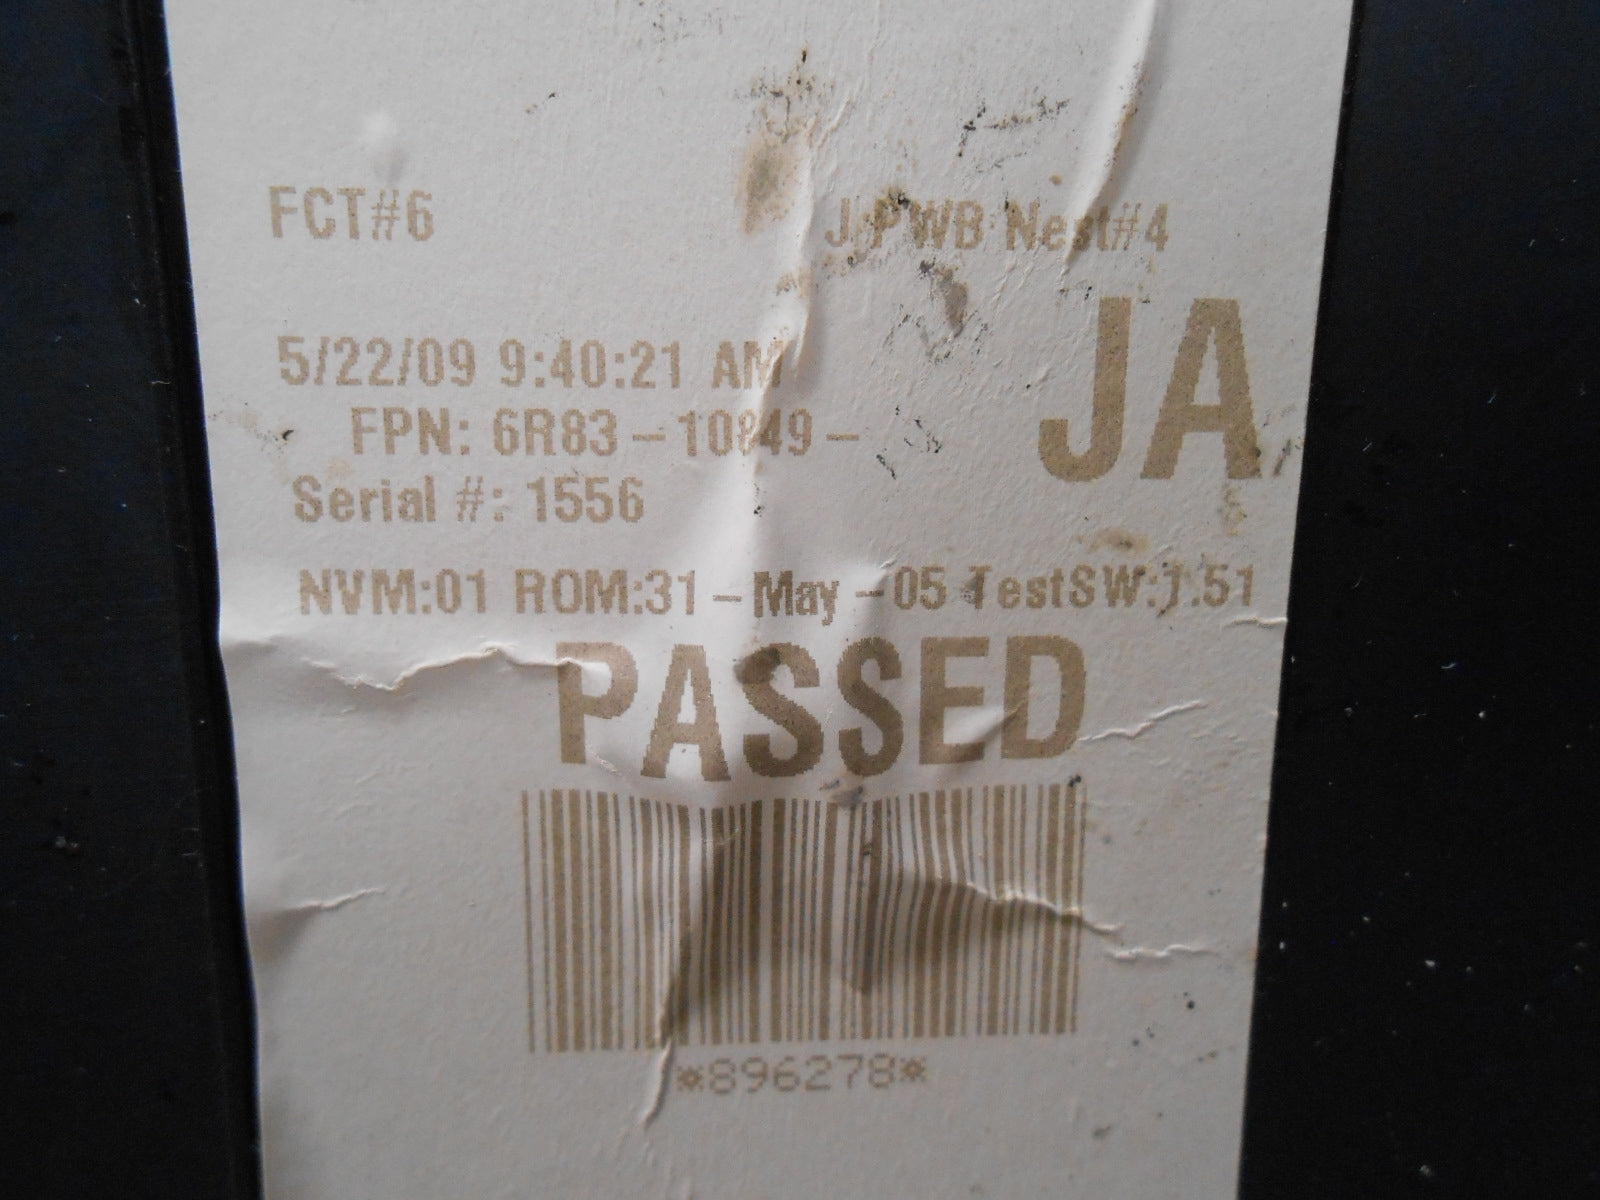 FCT#6 J PWB Nest#4
JA
5/22/09 9:40:21 AM
FPN: 6R83-10849-
Serial #: 1556
NVM:01 ROM:31-May-05 TestSW:1.51
PASSED
*896278*